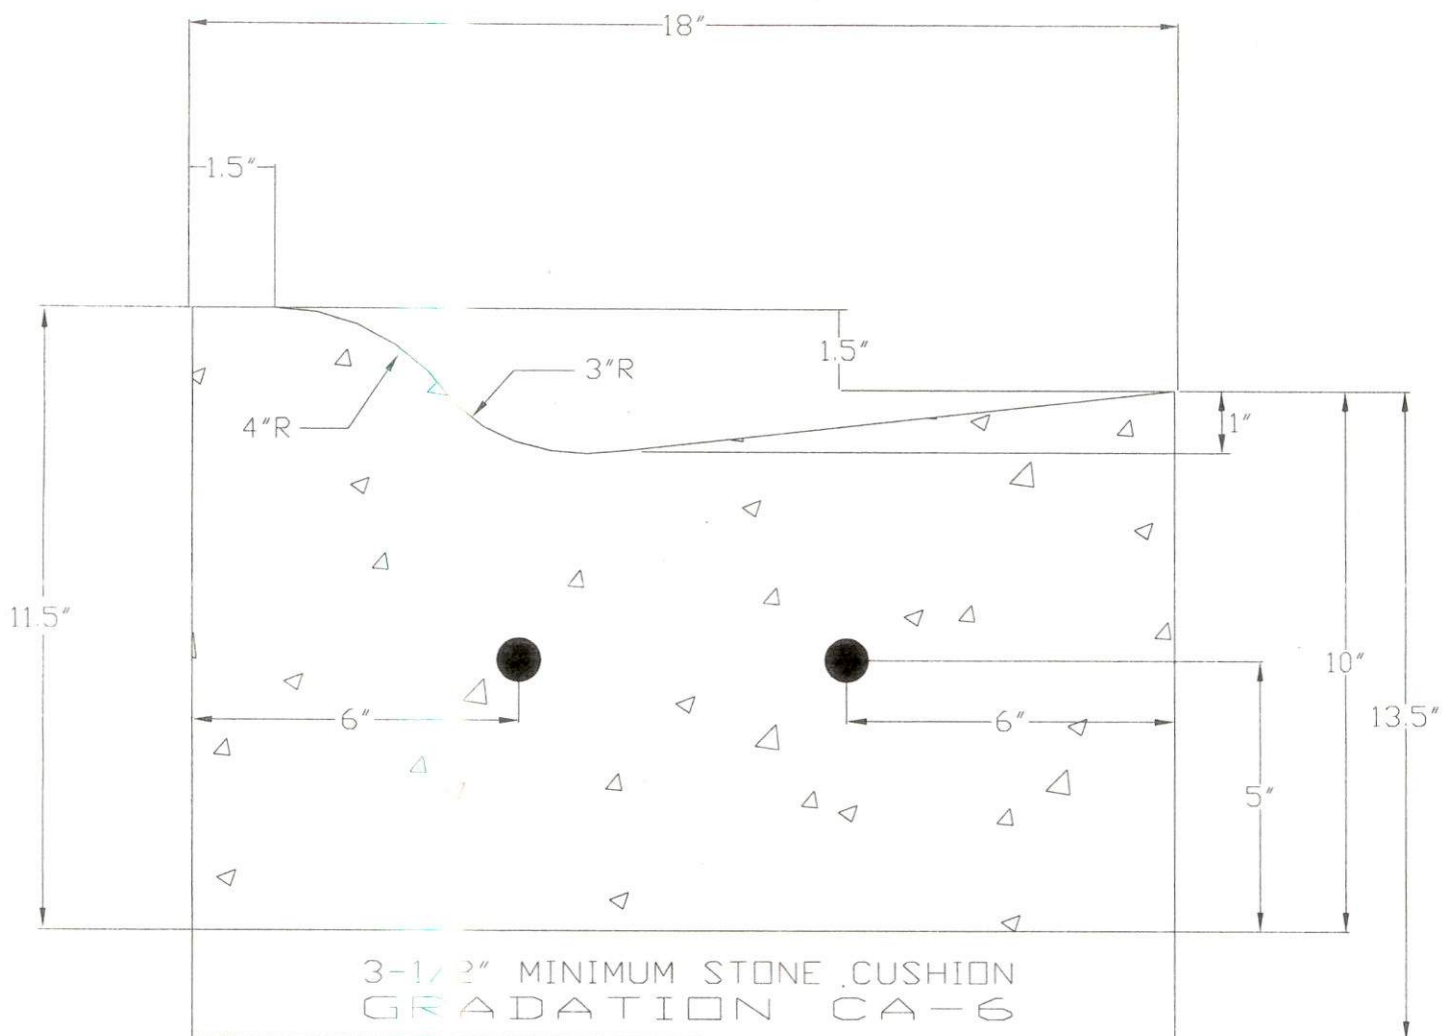 18"
1.5"
1.5"
3"R
4"R
1"
11.5"
10"
13.5"
6"
6"
5"
3-1/2" MINIMUM STONE CUSHION
GRADATION CA-6